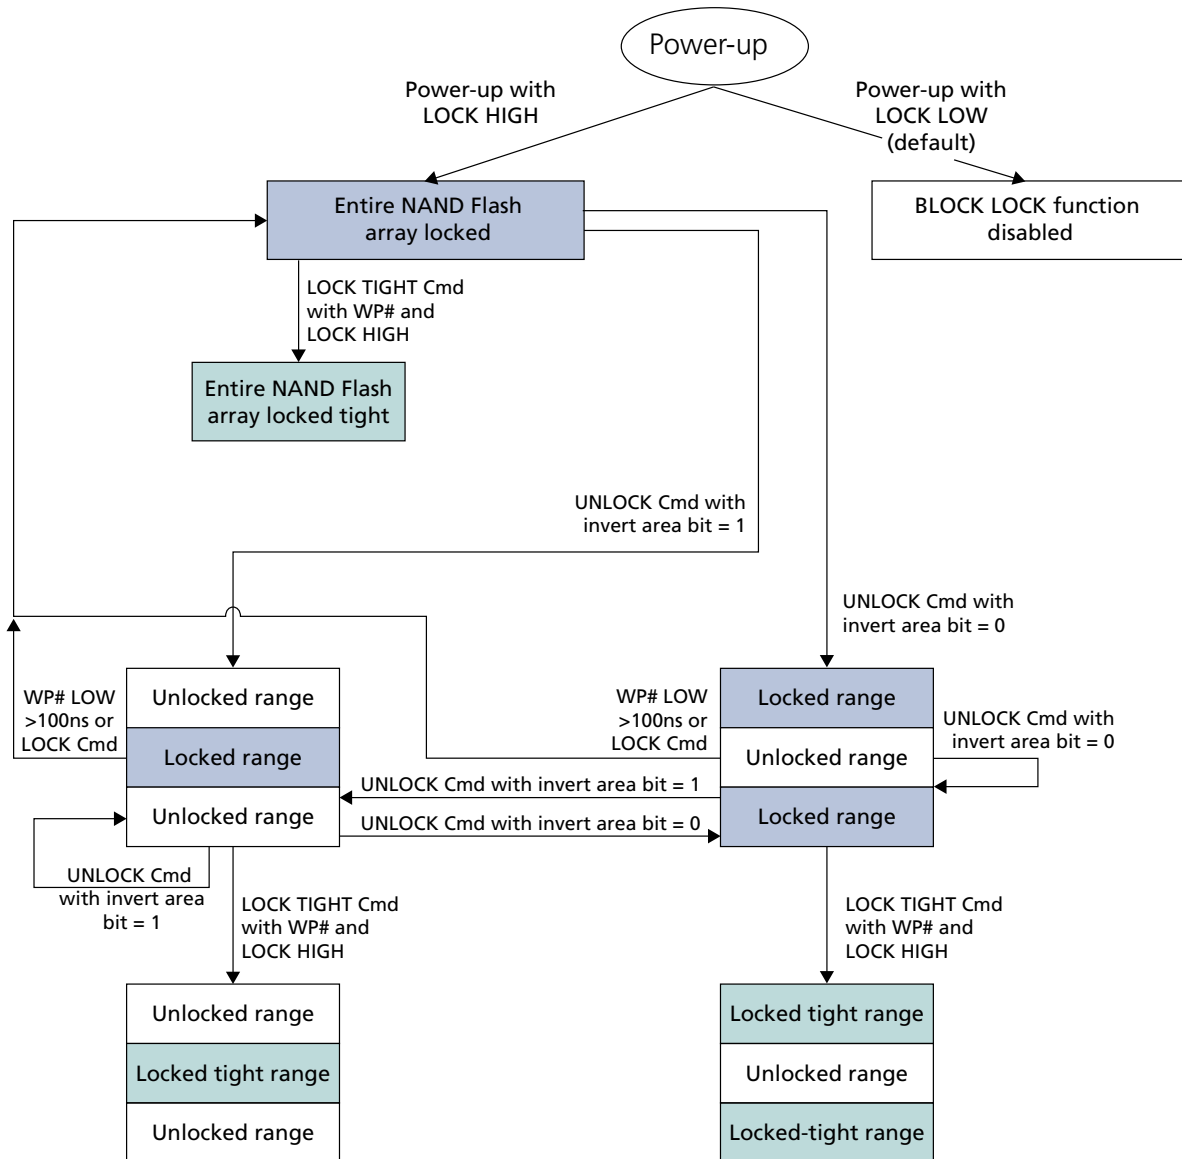 Power-up
Power-up with
LOCK HIGH
Power-up with
LOCK LOW
(default)
Entire NAND Flash
array locked
BLOCK LOCK function
disabled
LOCK TIGHT Cmd
with WP# and
LOCK HIGH
Entire NAND Flash
array locked tight
UNLOCK Cmd with
invert area bit = 1
UNLOCK Cmd with
invert area bit = 0
WP# LOW
>100ns or
LOCK Cmd
Unlocked range
Locked range
Unlocked range
WP# LOW
>100ns or
LOCK Cmd
Locked range
Unlocked range
Locked range
UNLOCK Cmd with
invert area bit = 0
UNLOCK Cmd with invert area bit = 1
UNLOCK Cmd with invert area bit = 0
UNLOCK Cmd
with invert area
bit = 1
LOCK TIGHT Cmd
with WP# and
LOCK HIGH
LOCK TIGHT Cmd
with WP# and
LOCK HIGH
Unlocked range
Locked tight range
Unlocked range
Locked tight range
Unlocked range
Locked-tight range